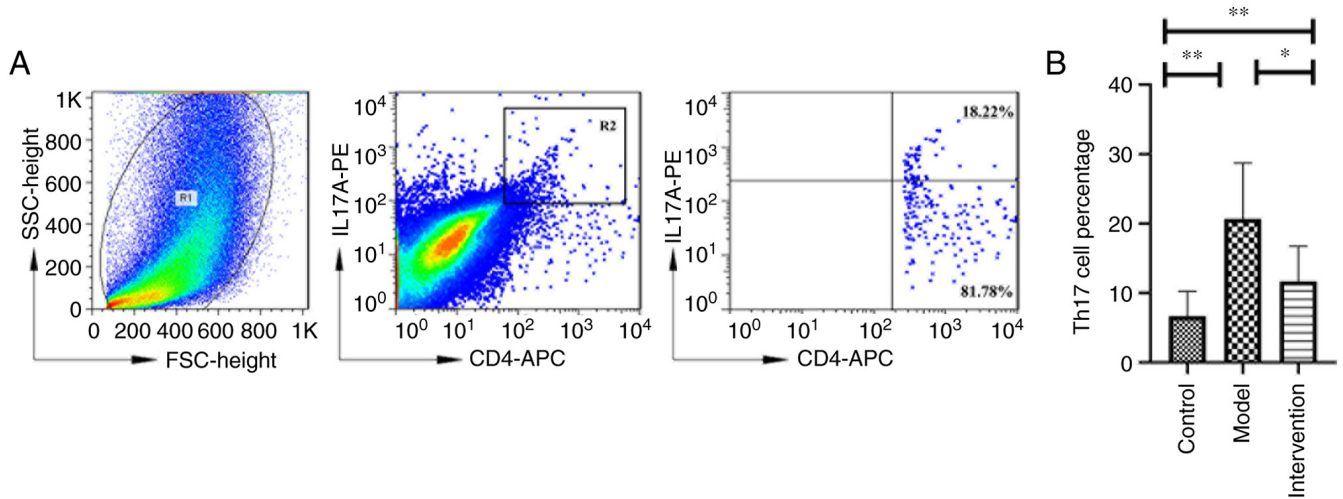 A
SSC-height
1K
800
600
400
200
0
R1
0 200 400 600 800 1K
FSC-height
IL17A-PE
10^4
10^3
10^2
10^1
10^0
R2
10^0 10^1 10^2 10^3 10^4
CD4-APC
IL17A-PE
10^4
10^3
10^2
10^1
10^0
18.22%
81.78%
10^0 10^1 10^2 10^3 10^4
CD4-APC
B
**
** *
Th17 cell percentage
40
30
20
10
0
Control
Model
Intervention